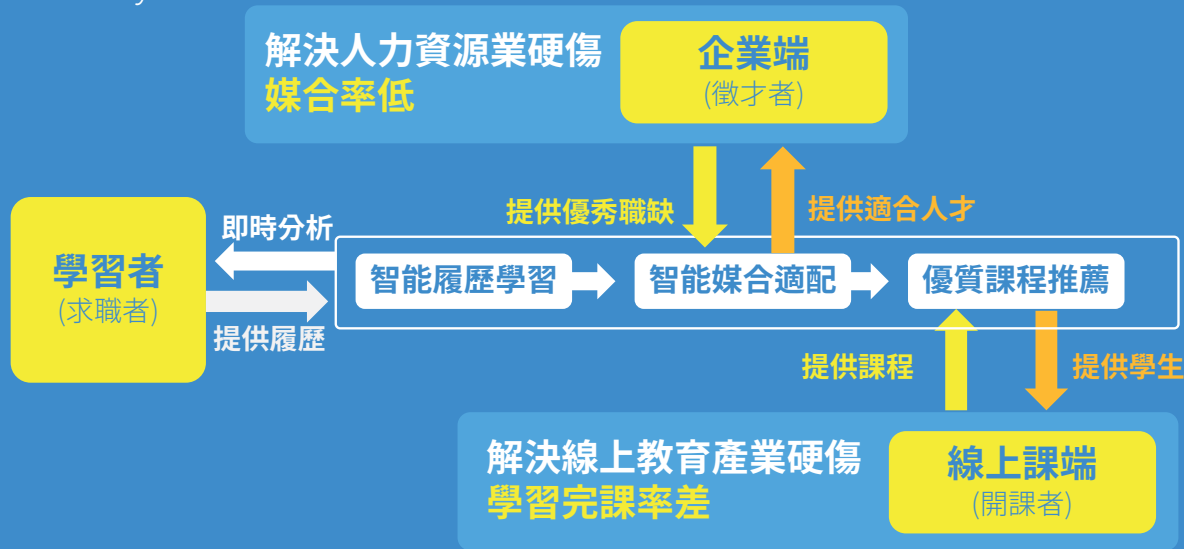 解決人力資源業硬傷
媒合率低
企業端
(徵才者)
提供優秀職缺
提供適合人才
學習者
(求職者)
即時分析
提供履歷
智能履歷學習
智能媒合適配
優質課程推薦
提供課程
提供學生
解決線上教育產業硬傷
學習完課率差
線上課端
(開課者)